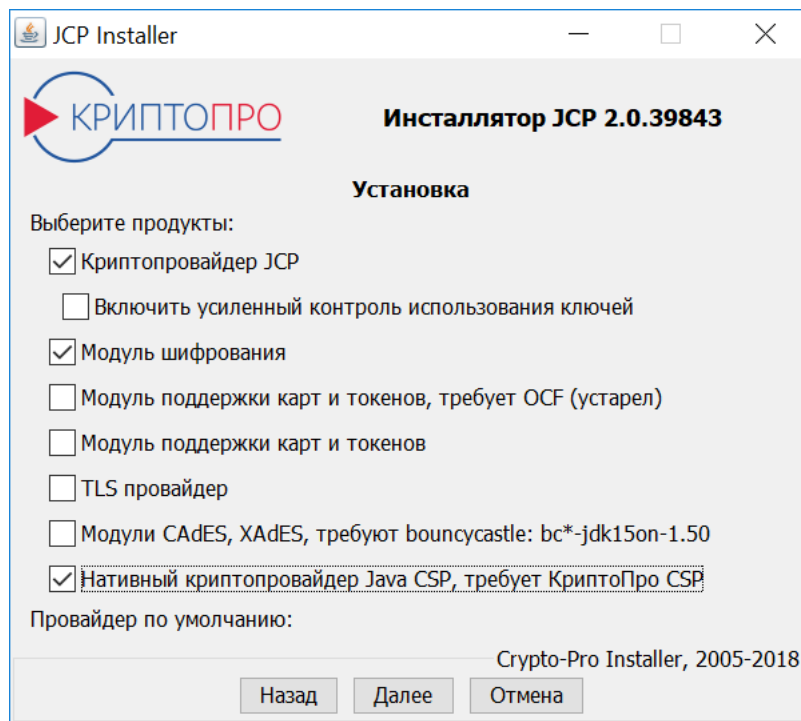 JCP Installer
КРИПТОПРО
Инсталлятор JCP 2.0.39843
Установка
Выберите продукты:
Криптопровайдер JCP
Включить усиленный контроль использования ключей
Модуль шифрования
Модуль поддержки карт и токенов, требует OCF (устарел)
Модуль поддержки карт и токенов
TLS провайдер
Модули CAdES, XAdES, требуют bouncycastle: bc*-jdk15on-1.50
Нативный криптопровайдер Java CSP, требует КриптоПро CSP
Провайдер по умолчанию:
Crypto-Pro Installer, 2005-2018
Назад Далее Отмена